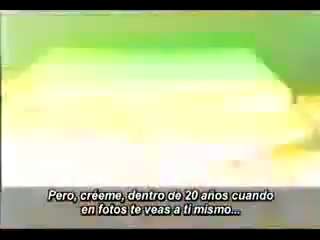 Pero, créeme, dentro de 20 años cuando
en fotos te veas a ti mismo...